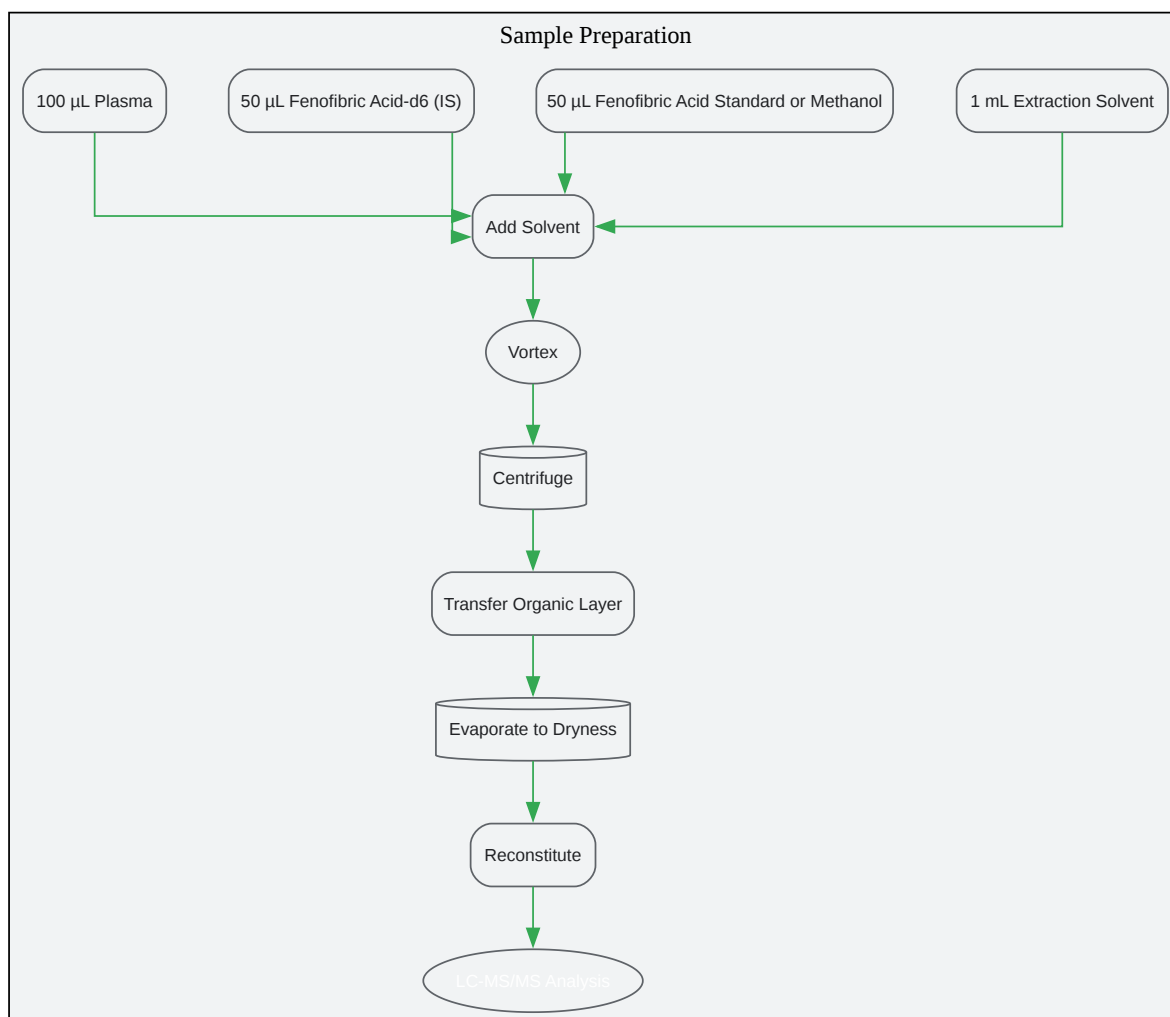 Sample Preparation
100 µL Plasma
50 µL Fenofibric Acid-d6 (IS)
50 µL Fenofibric Acid Standard or Methanol
1 mL Extraction Solvent
Add Solvent
Vortex
Centrifuge
Transfer Organic Layer
Evaporate to Dryness
Reconstitute
LC-MS/MS Analysis